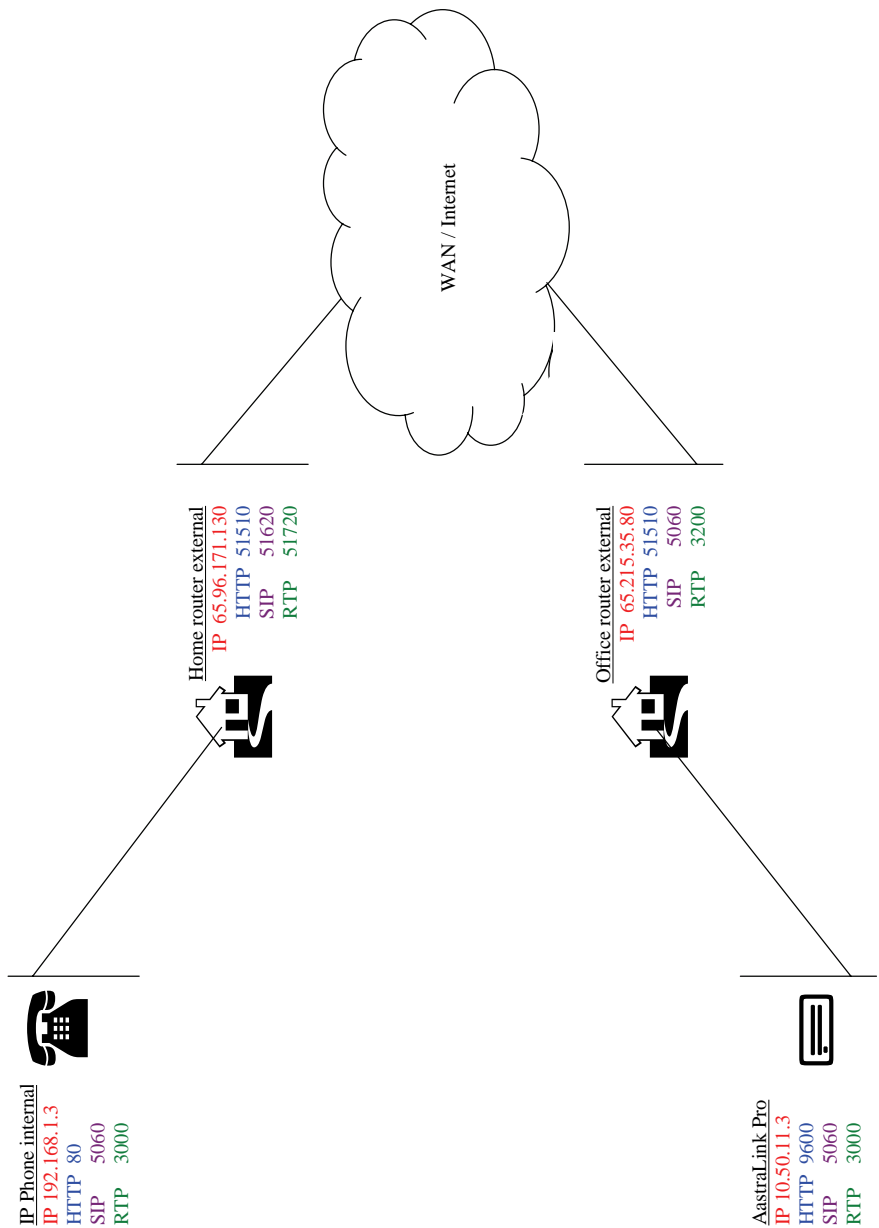 IP Phone internal
IP 192.168.1.3
HTTP 80
SIP 5060
RTP 3000
Home router external
IP 65.96.171.130
HTTP 51510
SIP 51620
RTP 51720
WAN / Internet
Office router external
IP 65.215.35.80
HTTP 51510
SIP 5060
RTP 3200
AastraLink Pro
IP 10.50.11.3
HTTP 9600
SIP 5060
RTP 3000